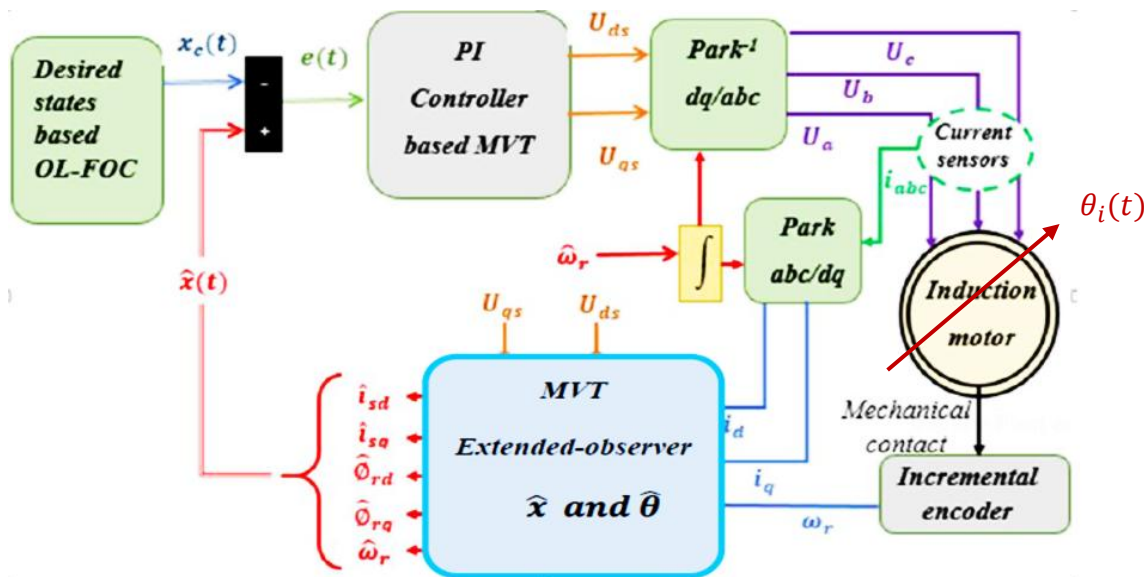 Desired
states
based
OL-FOC
x_c(t)
-
+
e(t)
PI
Controller
based MVT
U_ds
U_qs
Park⁻¹
dq/abc
U_c
U_b
U_a
Current
sensors
i_abc
θ_i(t)
Park
abc/dq
ω̂_r
∫
Induction
motor
x̂(t)
U_qs
U_ds
MVT
Extended-observer
x̂ and θ̂
î_sd
î_sq
Ø̂_rd
Ø̂_rq
ω̂_r
i_d
i_q
ω_r
Mechanical
contact
Incremental
encoder